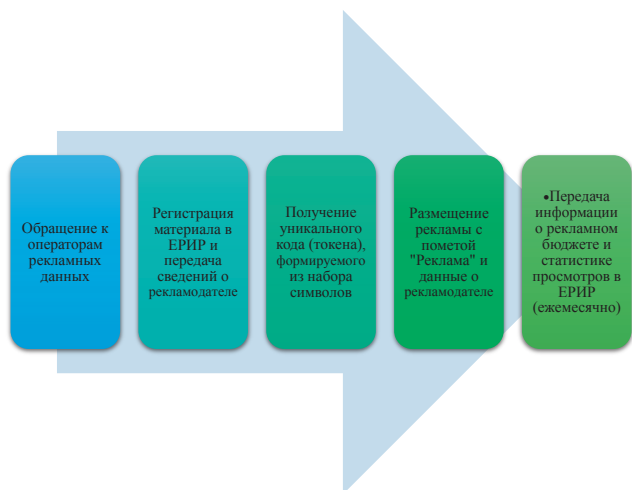 Обращение к
операторам
рекламных
данных
Регистрация
материала в
ЕРИР и
передача
сведений о
рекламодателе
Получение
уникального
кода (токена),
формируемого
из набора
символов
Размещение
рекламы с
пометой
"Реклама" и
данные о
рекламодателе
•Передача
информации
о рекламном
бюджете и
статистике
просмотров в
ЕРИР
(ежемесячно)